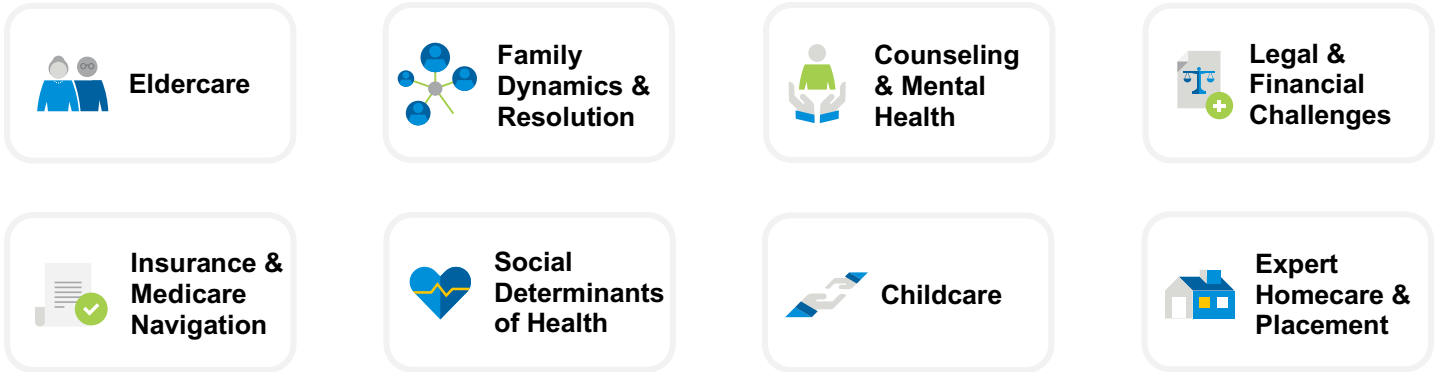 Eldercare
Family
Dynamics &
Resolution
Counseling
& Mental
Health
Legal &
Financial
Challenges
Insurance &
Medicare
Navigation
Social
Determinants
of Health
Childcare
Expert
Homecare &
Placement